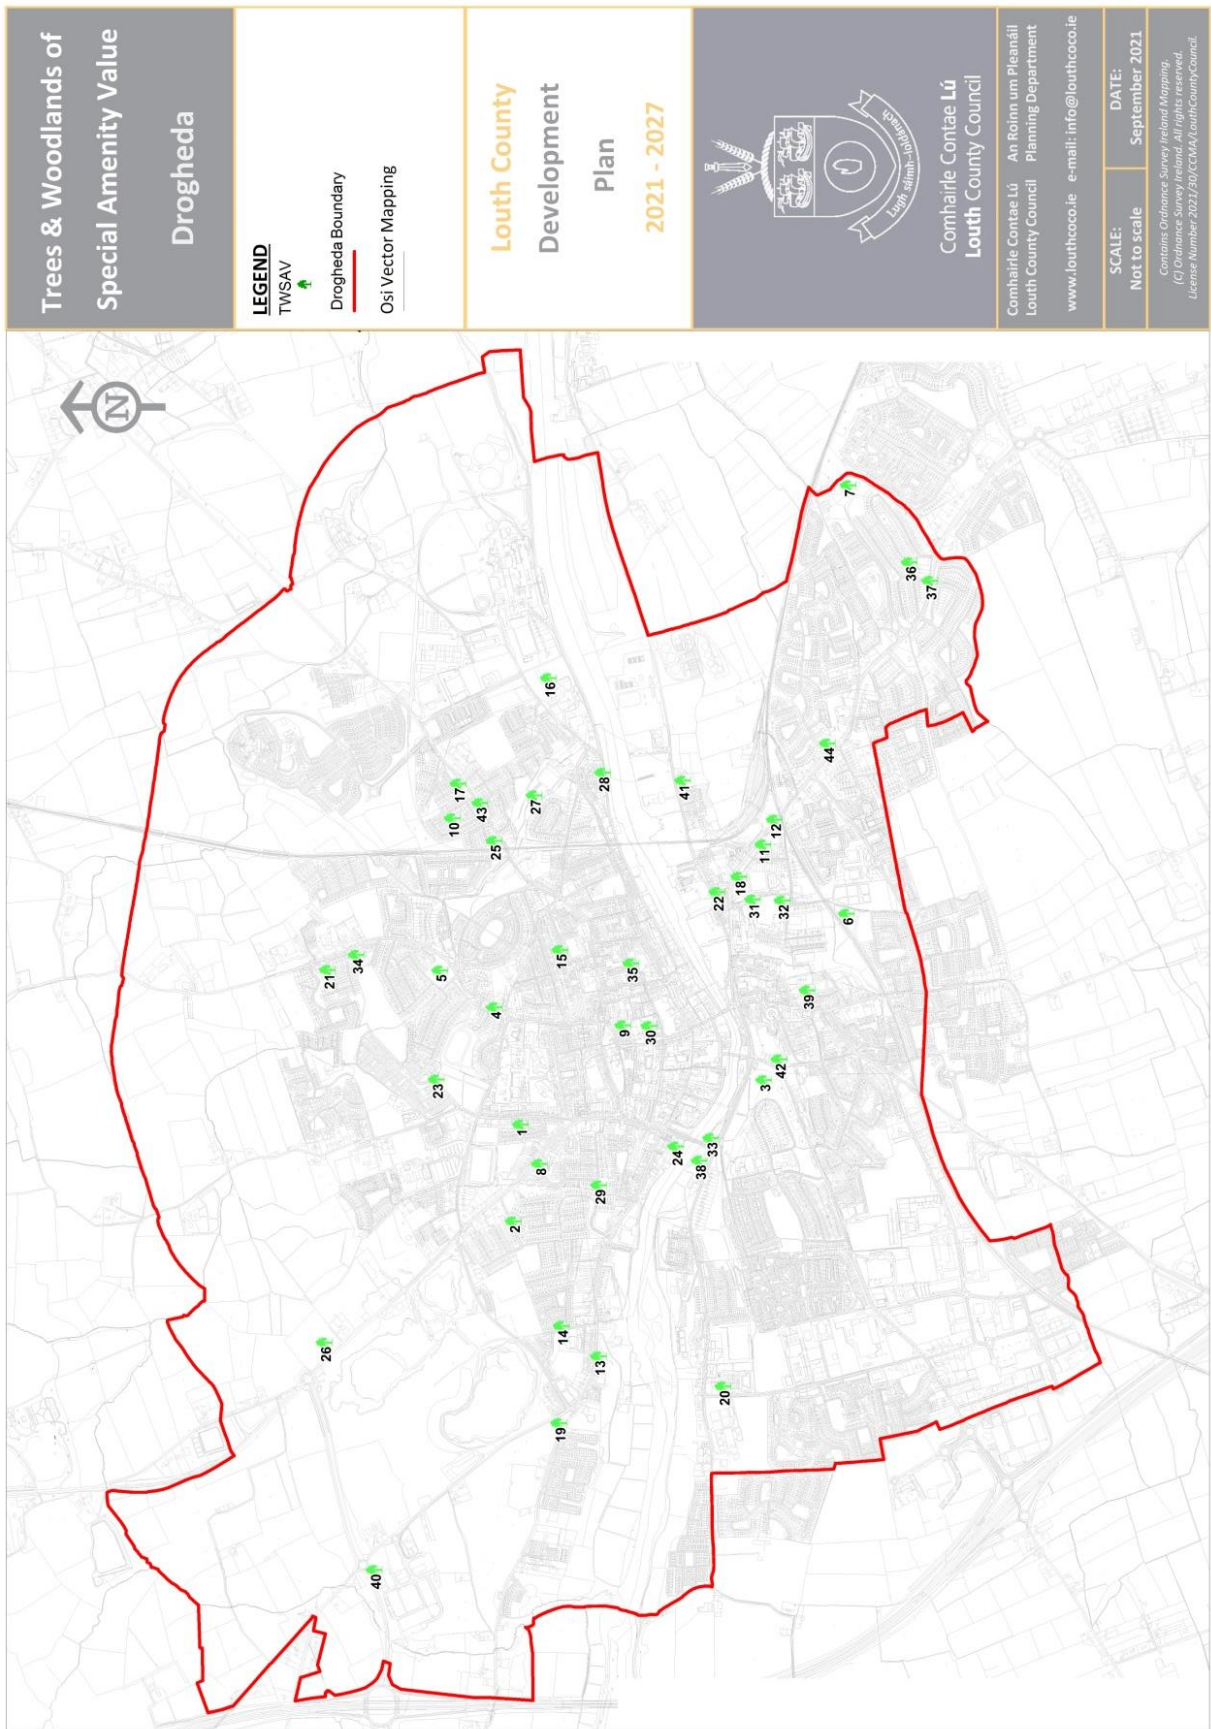 Trees & Woodlands of
Special Amenity Value
Drogheda
LEGEND
TWSAV
Drogheda Boundary
Osi Vector Mapping
Louth County
Development
Plan
2021 - 2027
Lugh sáimh-ioldánach
Comhairle Contae Lú
Louth County Council
Comhairle Contae Lú An Roinn um Pleanáil
Louth County Council Planning Department
www.louthcoco.ie e-mail: info@louthcoco.ie
SCALE:
Not to scale
DATE:
September 2021
Contains Ordnance Survey Ireland Mapping.
(C) Ordnance Survey Ireland. All rights reserved.
License Number 2021/30/CCMA/LouthCountyCouncil.
N
26
40
21
34
23
5
10
17
43
25
4
1
2
8
27
16
19
14
15
13
29
9
35
28
30
24
41
38
33
20
22
18
31
3
11
42
12
32
39
44
6
7
36
37